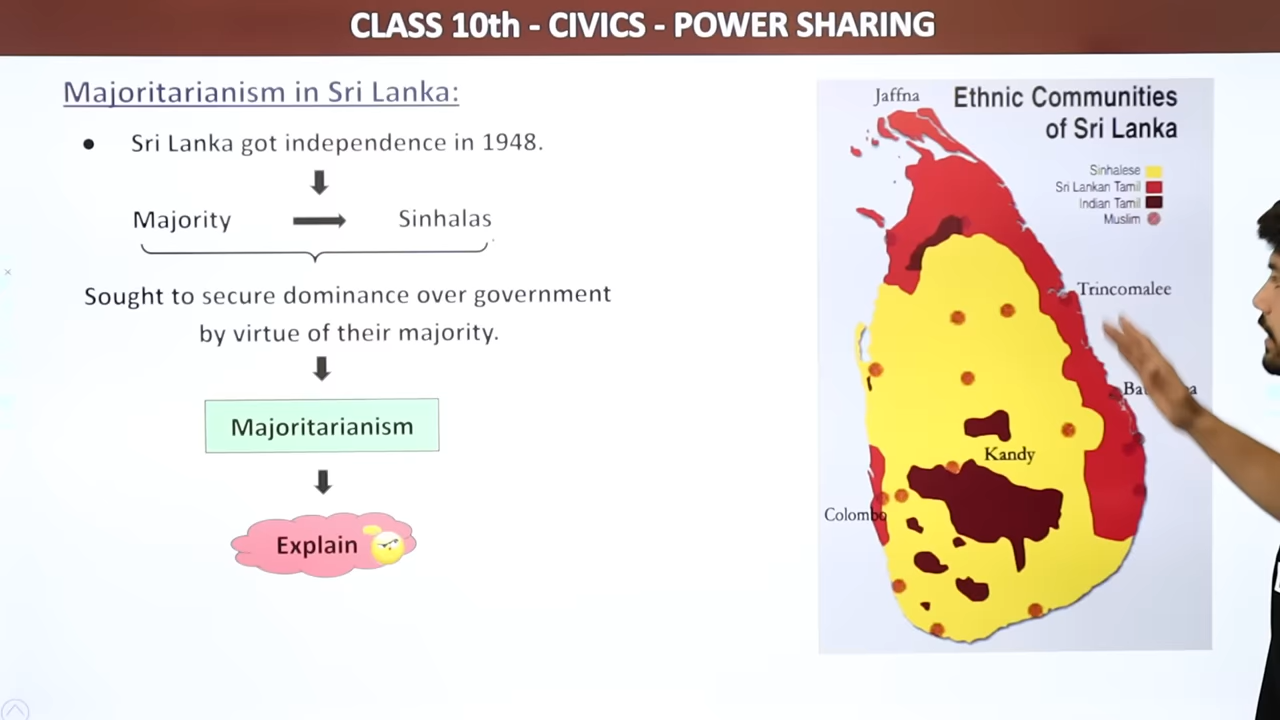 CLASS 10th - CIVICS - POWER SHARING
Majoritarianism in Sri Lanka:
Sri Lanka got independence in 1948.
Majority
Sinhalas
Sought to secure dominance over government
by virtue of their majority.
Majoritarianism
Explain
Jaffna
Ethnic Communities
of Sri Lanka
Sinhalese
Sri Lankan Tamil
Indian Tamil
Muslim
Trincomalee
Kandy
Colombo